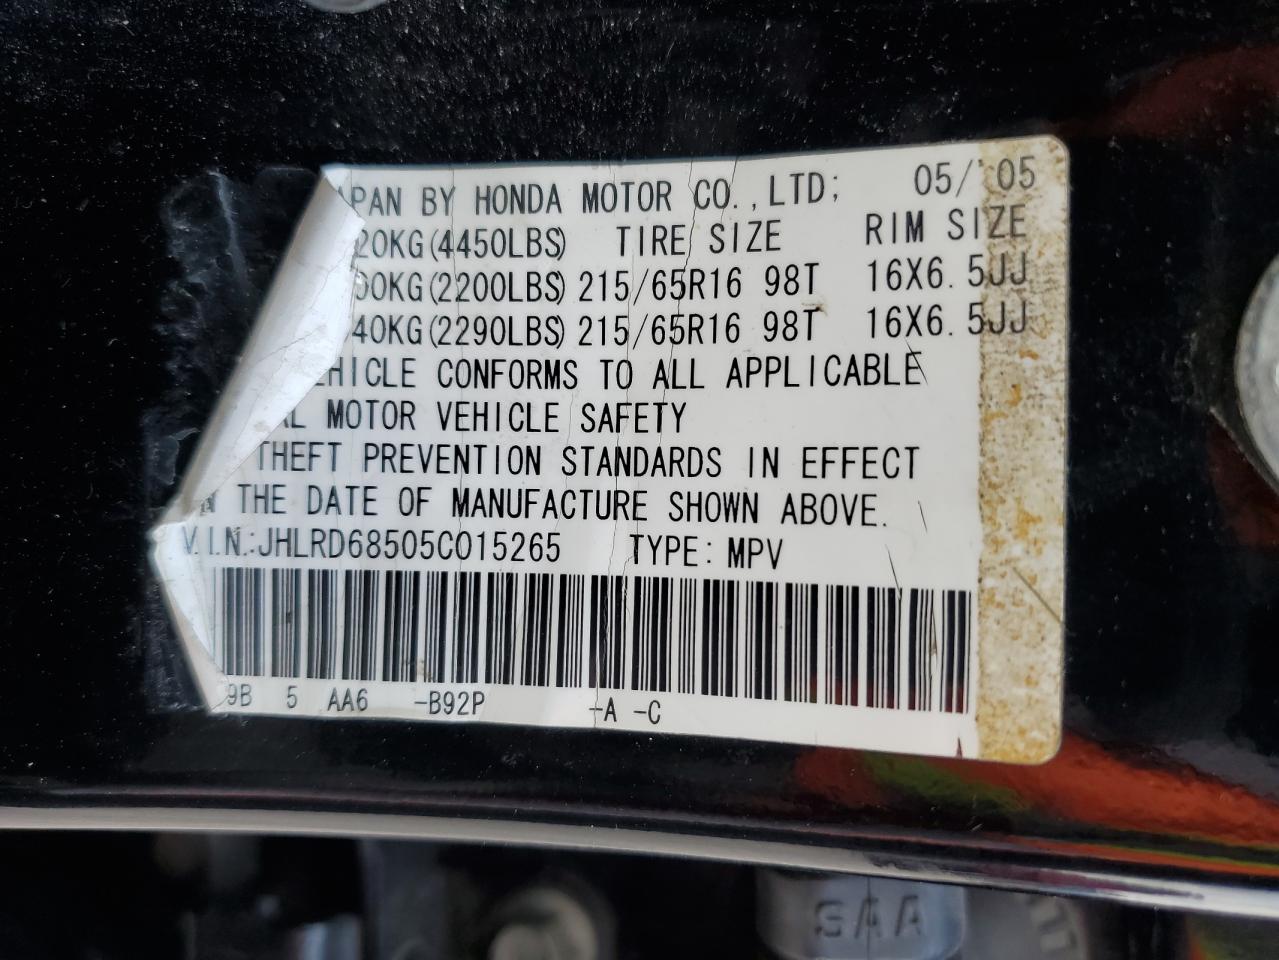 APAN BY HONDA MOTOR CO.,LTD; 05/'05
20KG(4450LBS) TIRE SIZE RIM SIZE
00KG(2200LBS) 215/65R16 98T 16X6.5JJ
40KG(2290LBS) 215/65R16 98T 16X6.5JJ
EHICLE CONFORMS TO ALL APPLICABLE
AL MOTOR VEHICLE SAFETY
THEFT PREVENTION STANDARDS IN EFFECT
N THE DATE OF MANUFACTURE SHOWN ABOVE.
V.I.N.:JHLRD68505C015265 TYPE:MPV
9B 5 AA6 -B92P -A -C
SAA